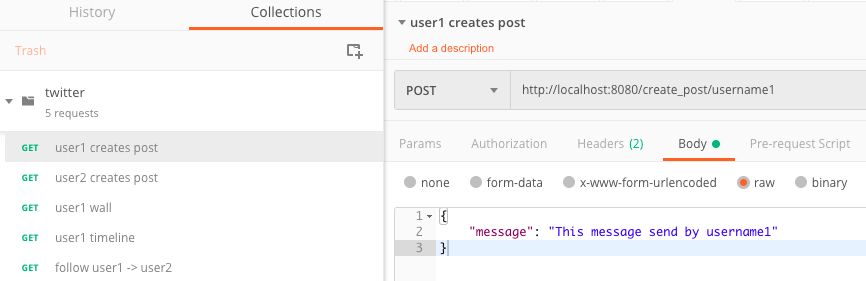 History Collections
Trash
twitter
5 requests
GET user1 creates post
GET user2 creates post
GET user1 wall
GET user1 timeline
GET follow user1 -> user2
user1 creates post
Add a description
POST http://localhost:8080/create_post/username1
Params Authorization Headers (2) Body Pre-request Script
none form-data x-www-form-urlencoded raw binary
1 {
2 "message": "This message send by username1"
3 }